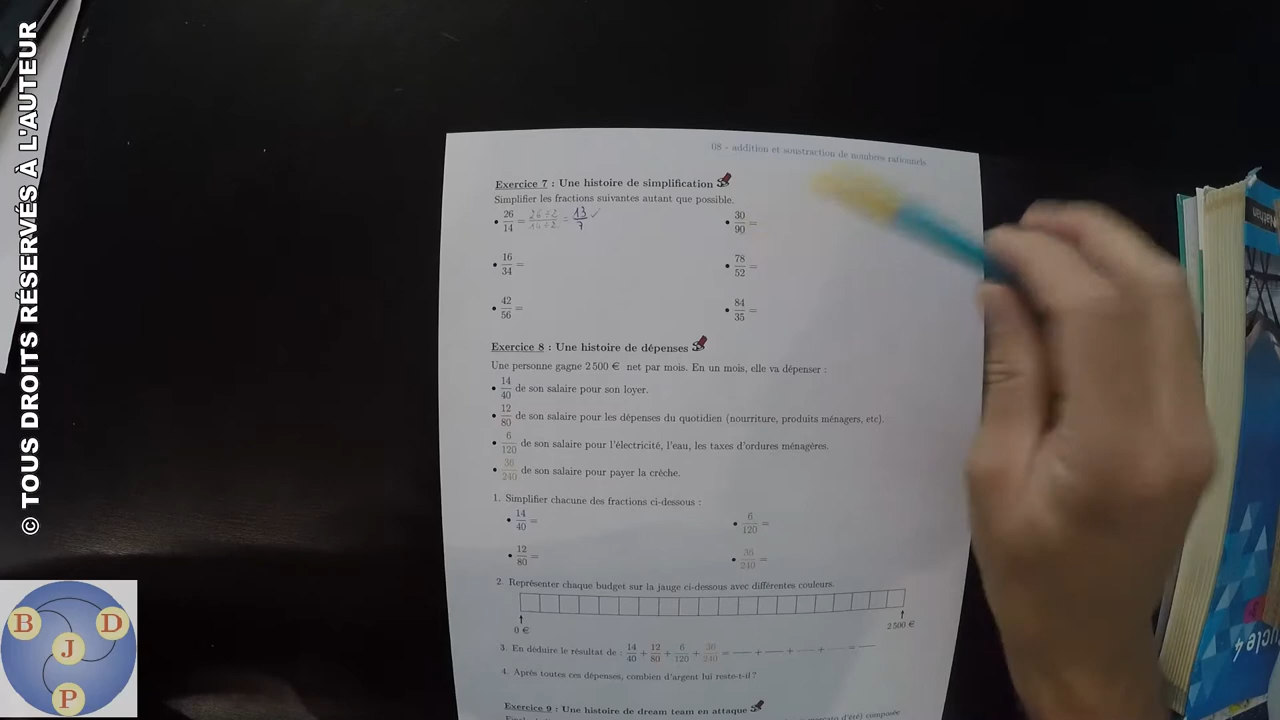 © TOUS DROITS RÉSERVÉS À L'AUTEUR
B D
J
P
08 - addition et soustraction de nombres rationnels
Exercice 7 : Une histoire de simplification
Simplifier les fractions suivantes autant que possible.
• 26/14 = 26÷2/14÷2 = 13/7 ✓
• 30/90 =
• 16/34 =
• 78/52 =
• 42/56 =
• 84/35 =
Exercice 8 : Une histoire de dépenses
Une personne gagne 2 500 € net par mois. En un mois, elle va dépenser :
• 14/40 de son salaire pour son loyer.
• 12/80 de son salaire pour les dépenses du quotidien (nourriture, produits ménagers, etc).
• 6/120 de son salaire pour l'électricité, l'eau, les taxes d'ordures ménagères.
• 36/240 de son salaire pour payer la crèche.
1. Simplifier chacune des fractions ci-dessous :
• 14/40 =
• 6/120 =
• 12/80 =
• 36/240 =
2. Représenter chaque budget sur la jauge ci-dessous avec différentes couleurs.
0 €
2 500 €
3. En déduire le résultat de : 14/40 + 12/80 + 6/120 + 36/240 = — + — + — + — = —
4. Après toutes ces dépenses, combien d'argent lui reste-t-il ?
Exercice 9 : Une histoire de dream team en attaque
composée
Nathan
cle 4